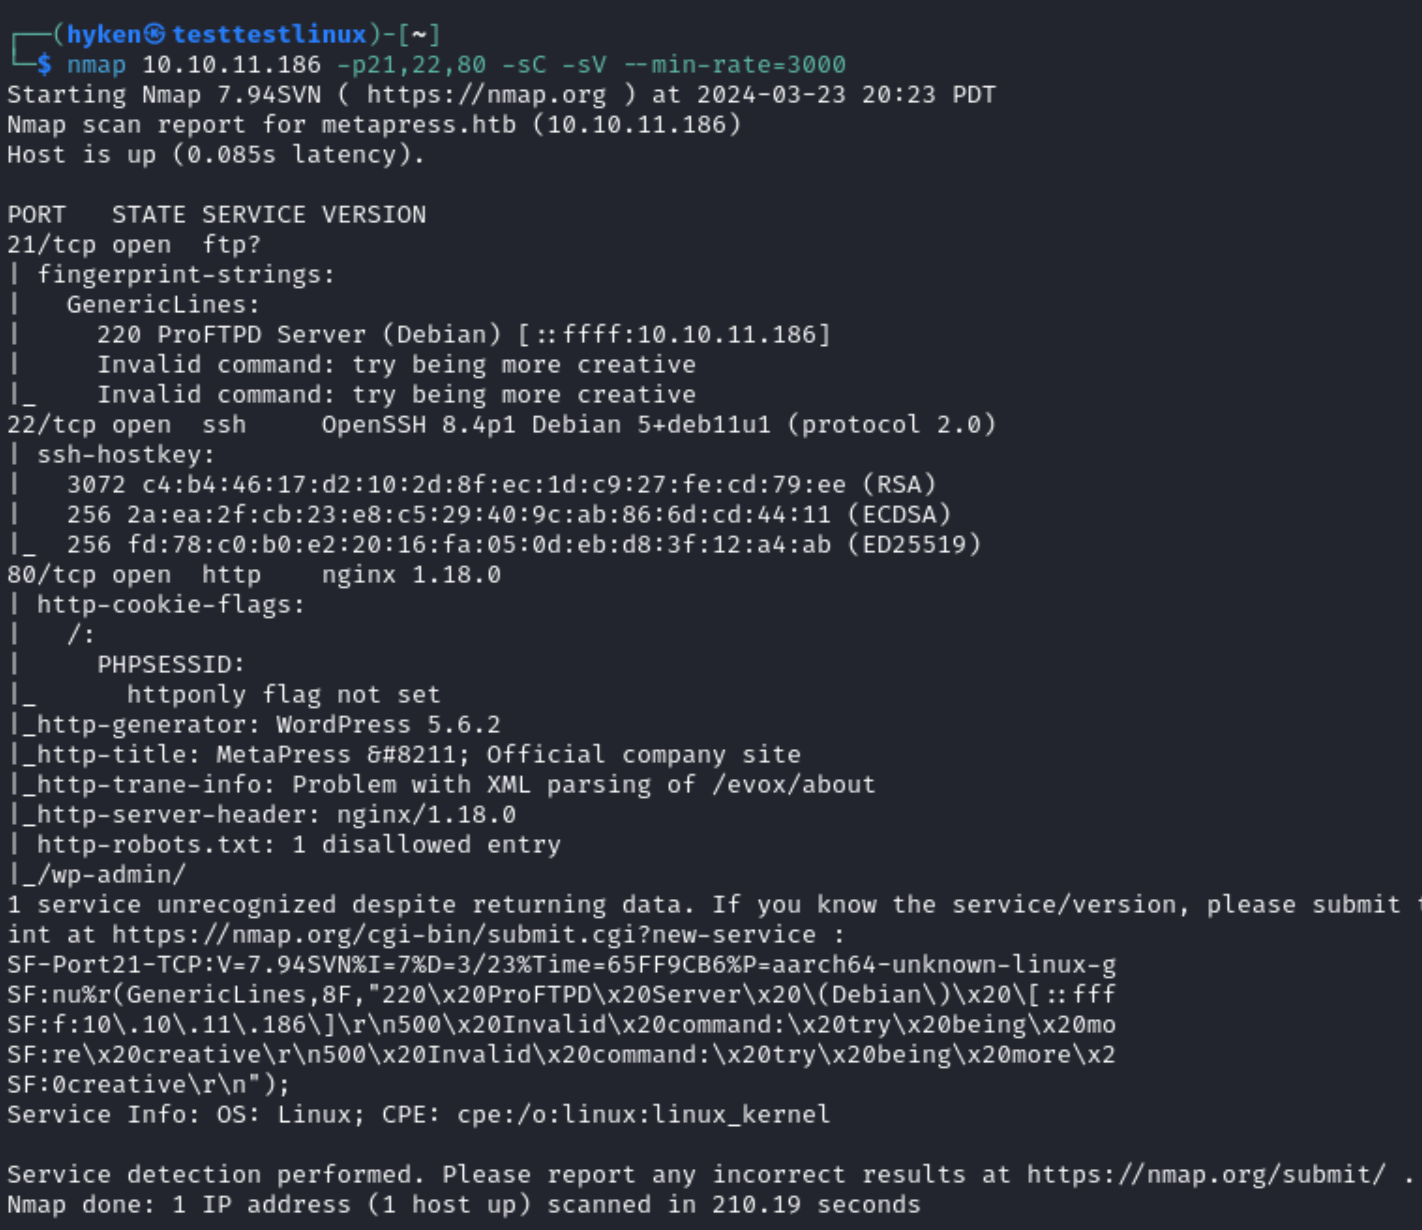 ┌──(hyken㉿testtestlinux)-[~]
└─$ nmap 10.10.11.186 -p21,22,80 -sC -sV --min-rate=3000
Starting Nmap 7.94SVN ( https://nmap.org ) at 2024-03-23 20:23 PDT
Nmap scan report for metapress.htb (10.10.11.186)
Host is up (0.085s latency).

PORT   STATE SERVICE VERSION
21/tcp open  ftp?
| fingerprint-strings:
|   GenericLines:
|     220 ProFTPD Server (Debian) [::ffff:10.10.11.186]
|     Invalid command: try being more creative
|_    Invalid command: try being more creative
22/tcp open  ssh     OpenSSH 8.4p1 Debian 5+deb11u1 (protocol 2.0)
| ssh-hostkey:
|   3072 c4:b4:46:17:d2:10:2d:8f:ec:1d:c9:27:fe:cd:79:ee (RSA)
|   256 2a:ea:2f:cb:23:e8:c5:29:40:9c:ab:86:6d:cd:44:11 (ECDSA)
|_  256 fd:78:c0:b0:e2:20:16:fa:05:0d:eb:d8:3f:12:a4:ab (ED25519)
80/tcp open  http    nginx 1.18.0
| http-cookie-flags:
|   /:
|     PHPSESSID:
|_      httponly flag not set
|_http-generator: WordPress 5.6.2
|_http-title: MetaPress &#8211; Official company site
|_http-trane-info: Problem with XML parsing of /evox/about
|_http-server-header: nginx/1.18.0
| http-robots.txt: 1 disallowed entry
|_/wp-admin/
1 service unrecognized despite returning data. If you know the service/version, please submit
int at https://nmap.org/cgi-bin/submit.cgi?new-service :
SF-Port21-TCP:V=7.94SVN%I=7%D=3/23%Time=65FF9CB6%P=aarch64-unknown-linux-g
SF:nu%r(GenericLines,8F,"220\x20ProFTPD\x20Server\x20\(Debian\)\x20\[::fff
SF:f:10\.10\.11\.186\]\r\n500\x20Invalid\x20command:\x20try\x20being\x20mo
SF:re\x20creative\r\n500\x20Invalid\x20command:\x20try\x20being\x20more\x2
SF:0creative\r\n");
Service Info: OS: Linux; CPE: cpe:/o:linux:linux_kernel

Service detection performed. Please report any incorrect results at https://nmap.org/submit/ .
Nmap done: 1 IP address (1 host up) scanned in 210.19 seconds